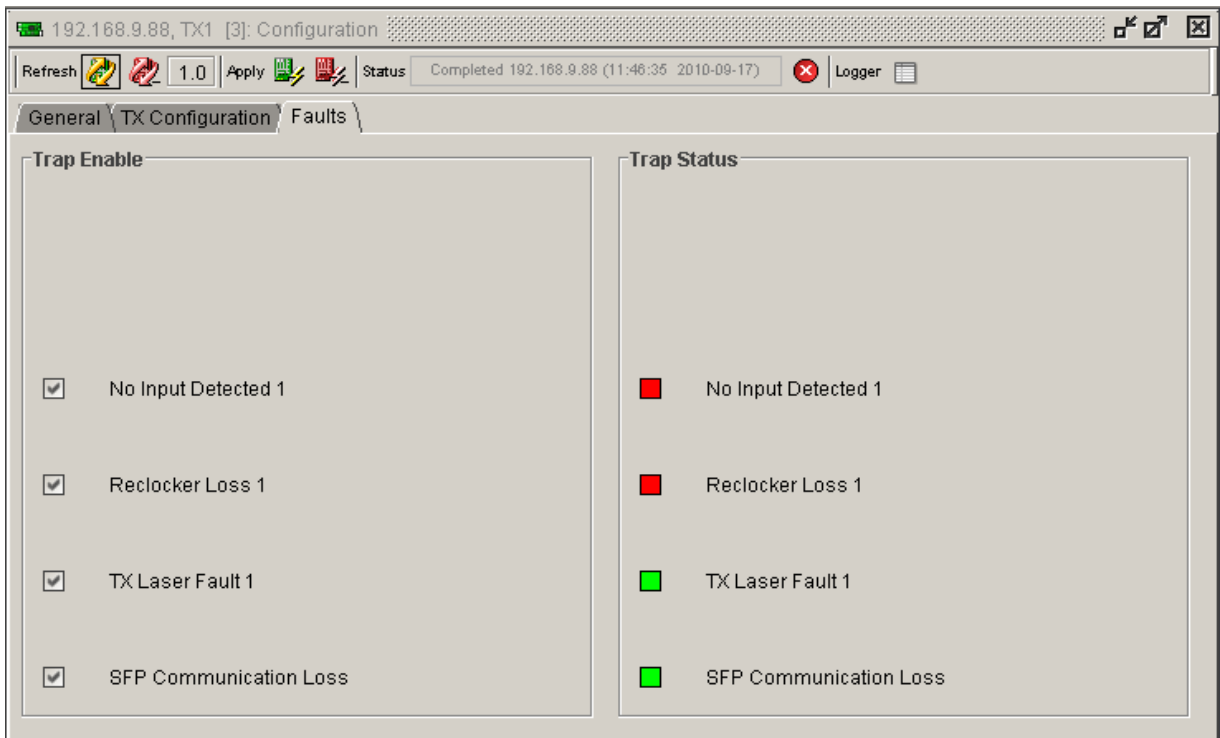 192.168.9.88, TX1 [3]: Configuration
Refresh 1.0 Apply Status Completed 192.168.9.88 (11:46:35 2010-09-17) Logger
General TX Configuration Faults
Trap Enable
No Input Detected 1
Reclocker Loss 1
TX Laser Fault 1
SFP Communication Loss
Trap Status
No Input Detected 1
Reclocker Loss 1
TX Laser Fault 1
SFP Communication Loss